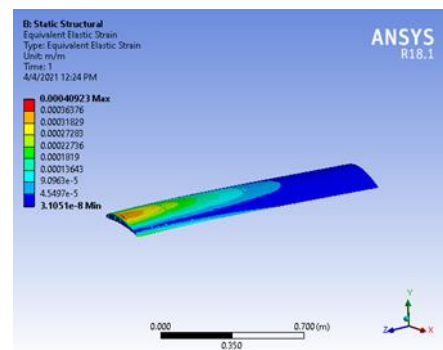 B: Static Structural
Equivalent Elastic Strain
Type: Equivalent Elastic Strain
Unit: m/m
Time: 1
4/4/2021 12:24 PM
ANSYS
R18.1
0.00040923 Max
0.00036376
0.00031829
0.00027283
0.00022736
0.0001819
0.00013643
9.0963e-5
4.5497e-5
3.1051e-8 Min
0.000
0.700 (m)
0.350
Y
Z
X